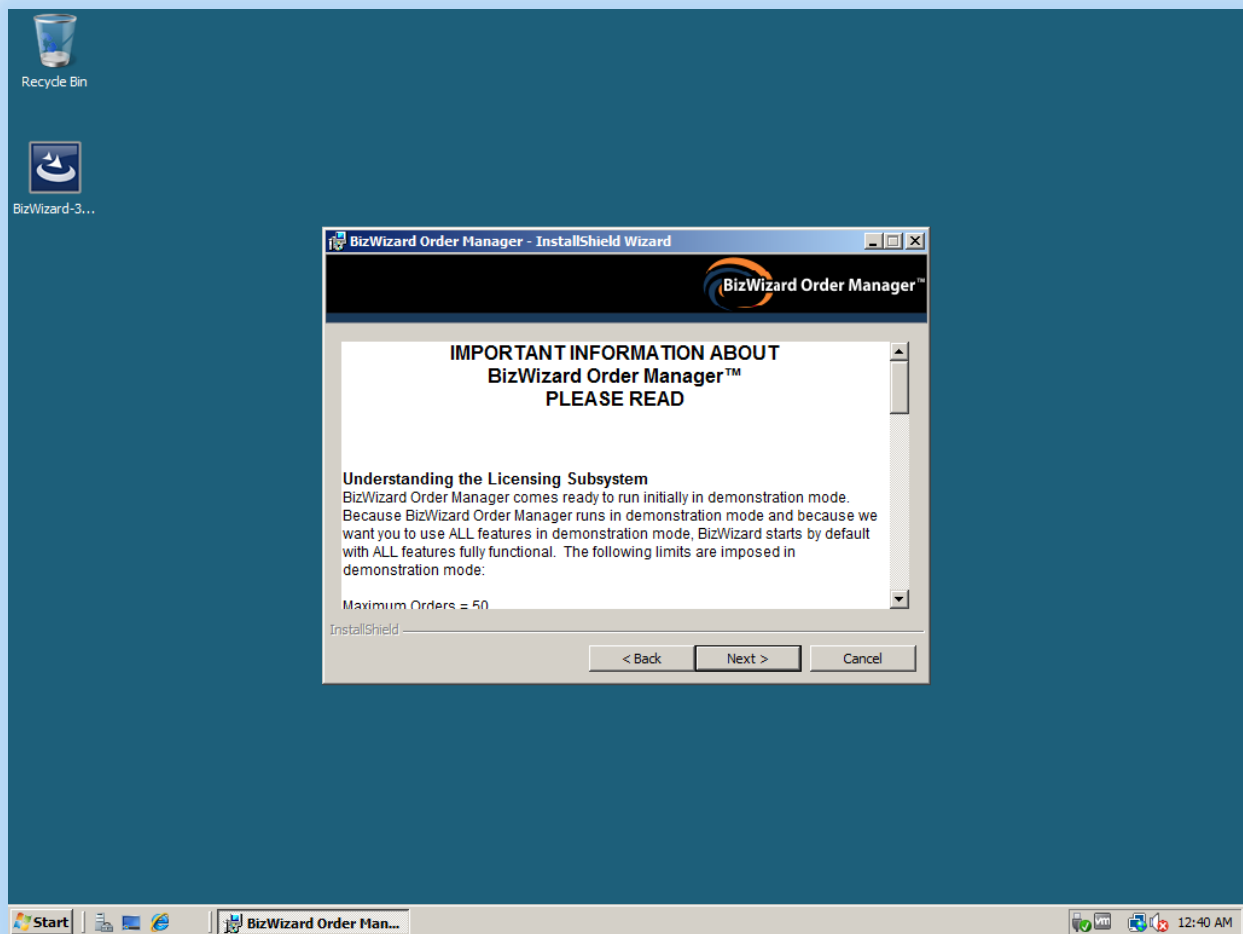 Recycle Bin
BizWizard-3...
BizWizard Order Manager - InstallShield Wizard
BizWizard Order Manager™
IMPORTANT INFORMATION ABOUT
BizWizard Order Manager™
PLEASE READ
Understanding the Licensing Subsystem
BizWizard Order Manager comes ready to run initially in demonstration mode.
Because BizWizard Order Manager runs in demonstration mode and because we
want you to use ALL features in demonstration mode, BizWizard starts by default
with ALL features fully functional.  The following limits are imposed in
demonstration mode:
Maximum Orders = 50
InstallShield
< Back
Next >
Cancel
Start
BizWizard Order Man...
vm
12:40 AM